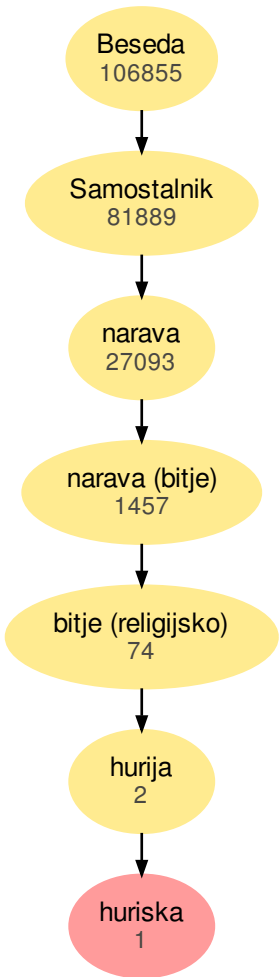 Beseda
106855
Samostalnik
81889
narava
27093
narava (bitje)
1457
bitje (religijsko)
74
hurija
2
huriska
1